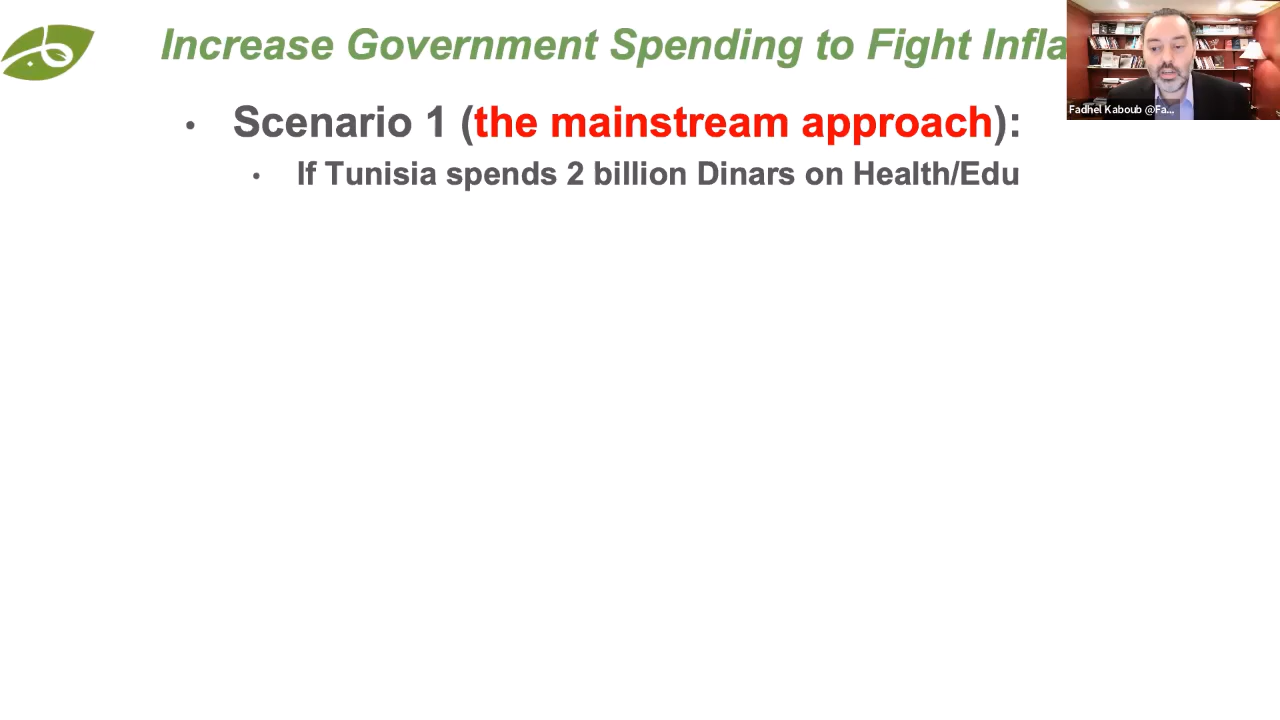 Increase Government Spending to Fight Infla
• Scenario 1 (the mainstream approach):
• If Tunisia spends 2 billion Dinars on Health/Edu
Fadhel Kaboub @Fa...